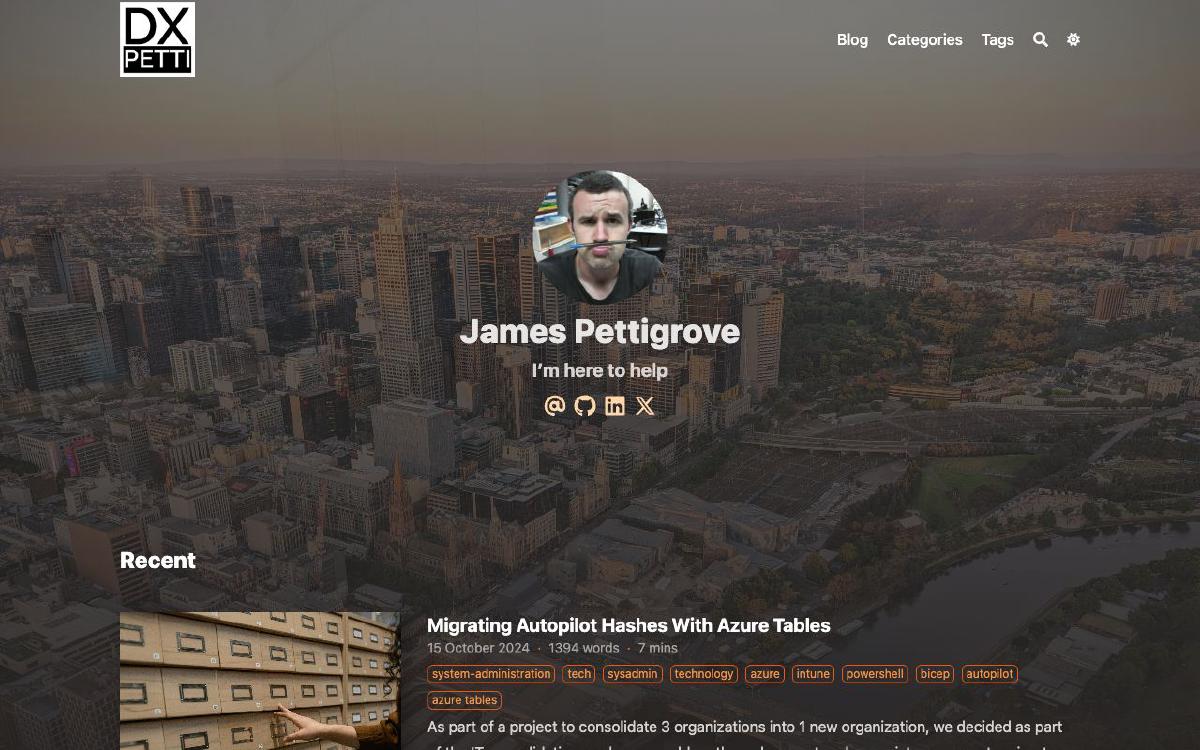 DX
PETTI
Blog Categories Tags
James Pettigrove
I'm here to help
Recent
Migrating Autopilot Hashes With Azure Tables
15 October 2024 · 1394 words · 7 mins
system-administration tech sysadmin technology azure intune powershell bicep autopilot
azure tables
As part of a project to consolidate 3 organizations into 1 new organization, we decided as part